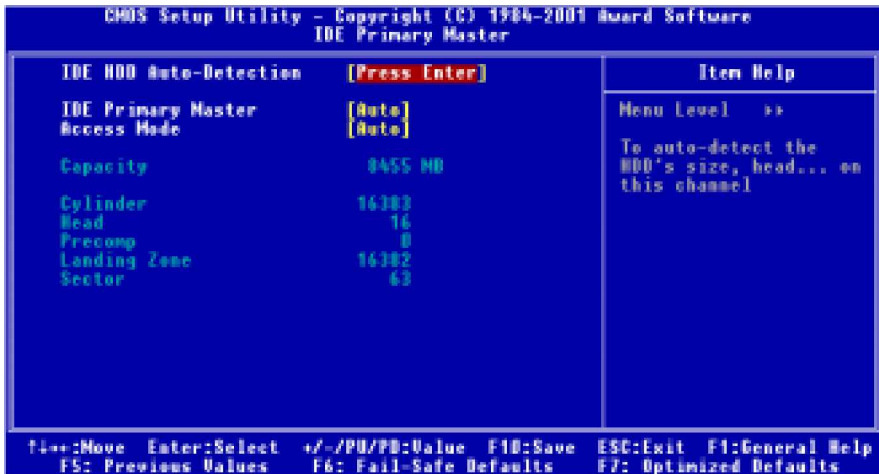 CMOS Setup Utility - Copyright (C) 1984-2001 Award Software
IDE Primary Master
IDE HDD Auto-Detection [Press Enter]
IDE Primary Master [Auto]
Access Mode [Auto]
Capacity 8455 MB
Cylinder 16383
Head 16
Precomp 0
Landing Zone 16382
Sector 63
Item Help
Menu Level ►►
To auto-detect the
HDD's size, head... on
this channel
↑↓→←:Move Enter:Select +/-/PU/PD:Value F10:Save ESC:Exit F1:General Help
F5: Previous Values F6: Fail-Safe Defaults F7: Optimized Defaults